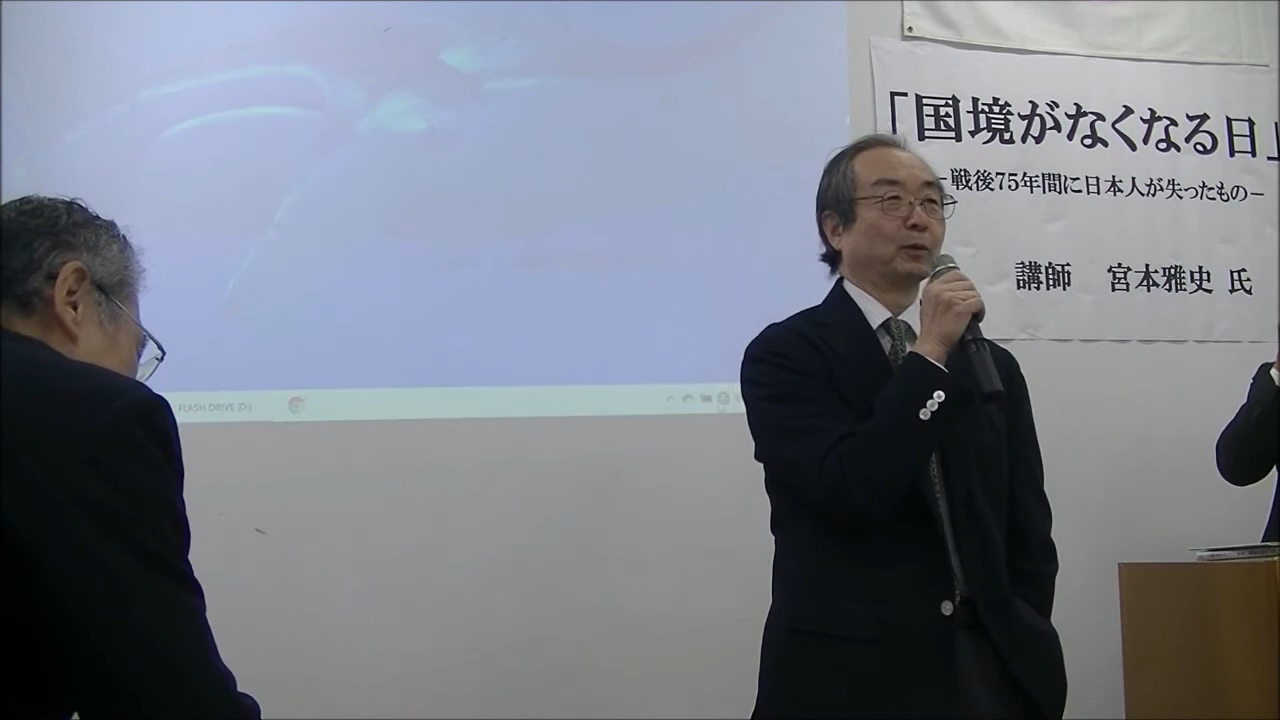 「国境がなくなる日」
－戦後75年間に日本人が失ったもの－
講師 宮本雅史 氏
FLASH DRIVE (D:)